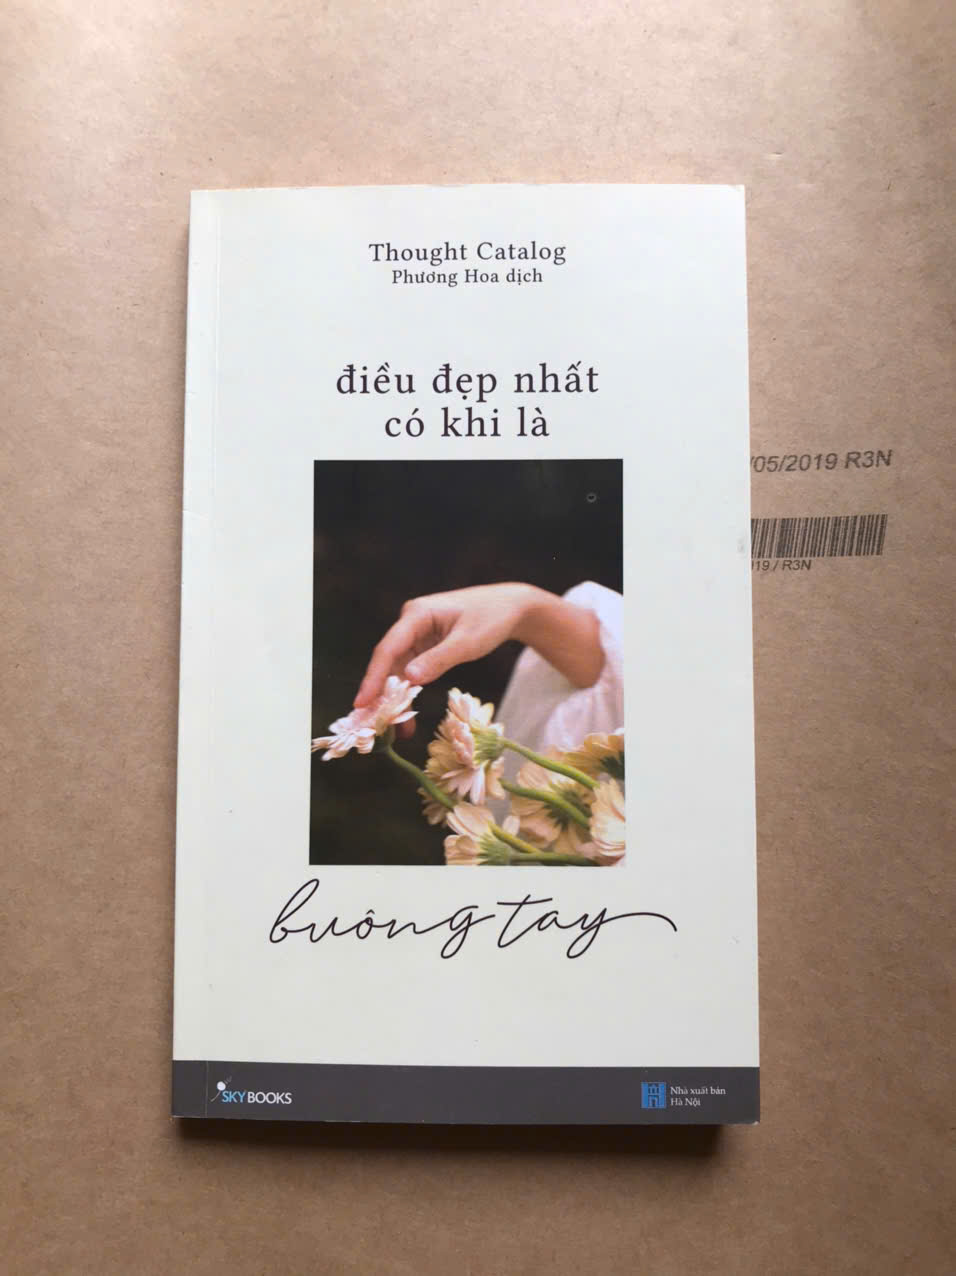 Thought Catalog
Phương Hoa dịch
điều đẹp nhất
có khi là
/05/2019 R3N
019 / R3N
buông tay
SKYBOOKS
Nhà xuất bản
Hà Nội